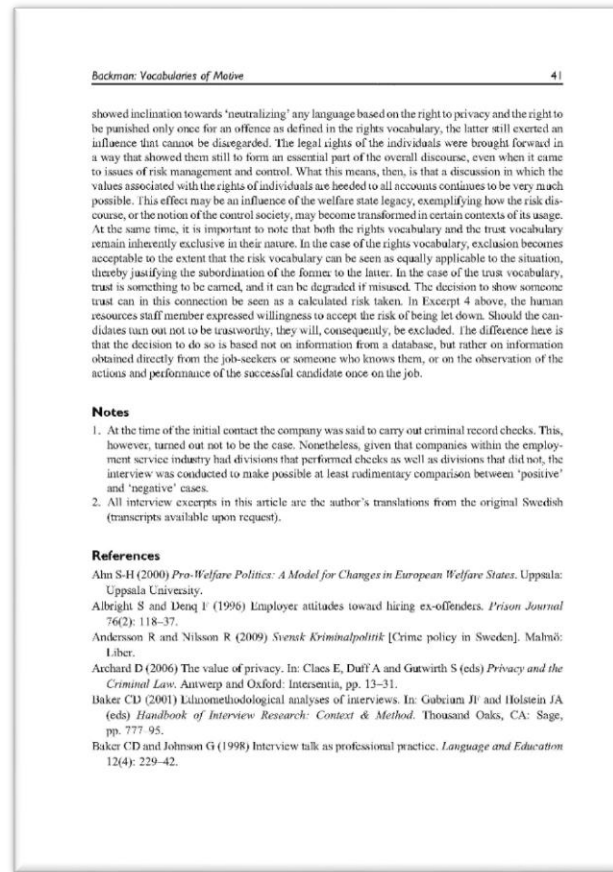 Backman: Vocabularies of Motive 41
showed inclination towards 'neutralizing' any language based on the right to privacy and the right to
be punished only once for an offence as defined in the rights vocabulary, the latter still exerted an
influence that cannot be disregarded. The legal rights of the individuals were brought forward in
a way that showed them still to form an essential part of the overall discourse, even when it came
to issues of risk management and control. What this means, then, is that a discussion in which the
values associated with the rights of individuals are heeded to all accounts continues to be very much
possible. This effect may be an influence of the welfare state legacy, exemplifying how the risk dis-
course, or the notion of the control society, may become transformed in certain contexts of its usage.
At the same time, it is important to note that both the rights vocabulary and the trust vocabulary
remain inherently exclusive in their nature. In the case of the rights vocabulary, exclusion becomes
acceptable to the extent that the risk vocabulary can be seen as equally applicable to the situation,
thereby justifying the subordination of the former to the latter. In the case of the trust vocabulary,
trust is something to be earned, and it can be degraded if misused. The decision to show someone
trust can in this connection be seen as a calculated risk taken. In Excerpt 4 above, the human
resources staff member expressed willingness to accept the risk of being let down. Should the can-
didates turn out not to be trustworthy, they will, consequently, be excluded. The difference here is
that the decision to do so is based not on information from a database, but rather on information
obtained directly from the job-seekers or someone who knows them, or on the observation of the
actions and performance of the successful candidate once on the job.
Notes
1. At the time of the initial contact the company was said to carry out criminal record checks. This,
however, turned out not to be the case. Nonetheless, given that companies within the employ-
ment service industry had divisions that performed checks as well as divisions that did not, the
interview was conducted to make possible at least rudimentary comparison between 'positive'
and 'negative' cases.
2. All interview excerpts in this article are the author's translations from the original Swedish
(transcripts available upon request).
References
Ahn S-H (2000) Pro-Welfare Politics: A Model for Changes in European Welfare States. Uppsala:
Uppsala University.
Albright S and Denq F (1996) Employer attitudes toward hiring ex-offenders. Prison Journal
76(2): 118–37.
Andersson R and Nilsson R (2009) Svensk Kriminalpolitik [Crime policy in Sweden]. Malmö:
Liber.
Archard D (2006) The value of privacy. In: Claes E, Duff A and Gutwirth S (eds) Privacy and the
Criminal Law. Antwerp and Oxford: Intersentia, pp. 13–31.
Baker CD (2001) Ethnomethodological analyses of interviews. In: Gubrium JF and Holstein JA
(eds) Handbook of Interview Research: Context & Method. Thousand Oaks, CA: Sage,
pp. 777–95.
Baker CD and Johnson G (1998) Interview talk as professional practice. Language and Education
12(4): 229–42.